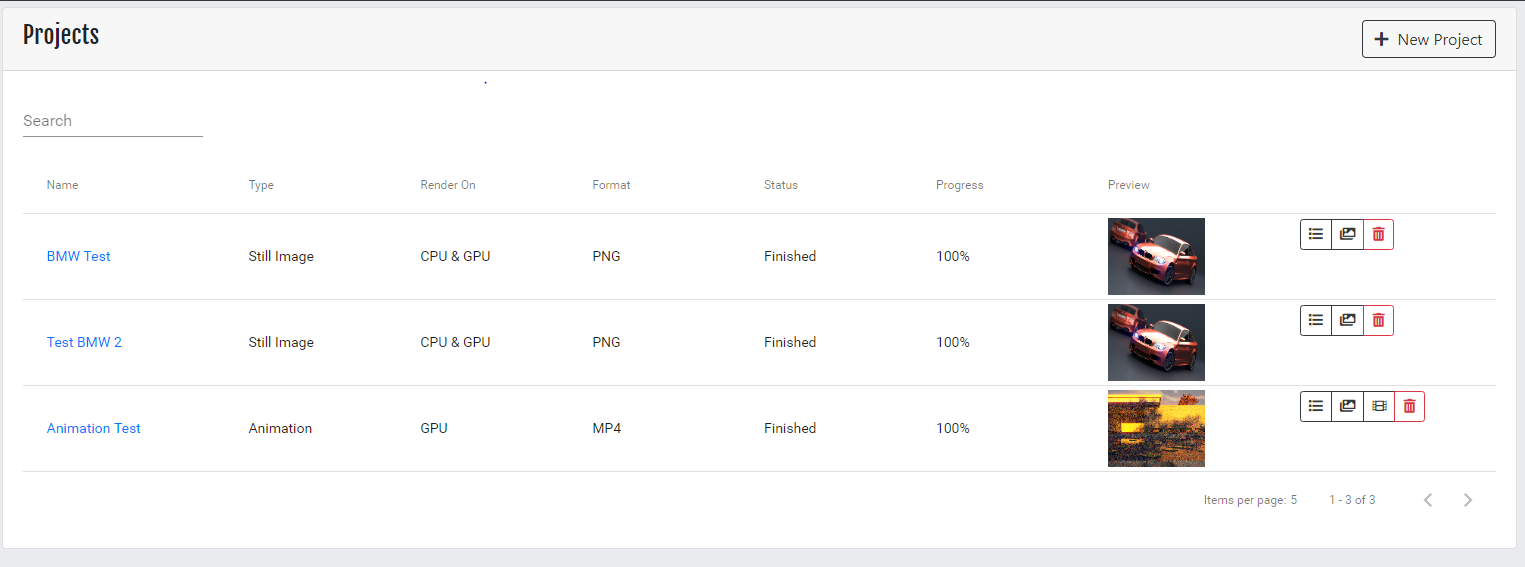 Projects
New Project
Search
Name Type Render On Format Status Progress Preview
BMW Test Still Image CPU & GPU PNG Finished 100%
Test BMW 2 Still Image CPU & GPU PNG Finished 100%
Animation Test Animation GPU MP4 Finished 100%
Items per page: 5 1 - 3 of 3